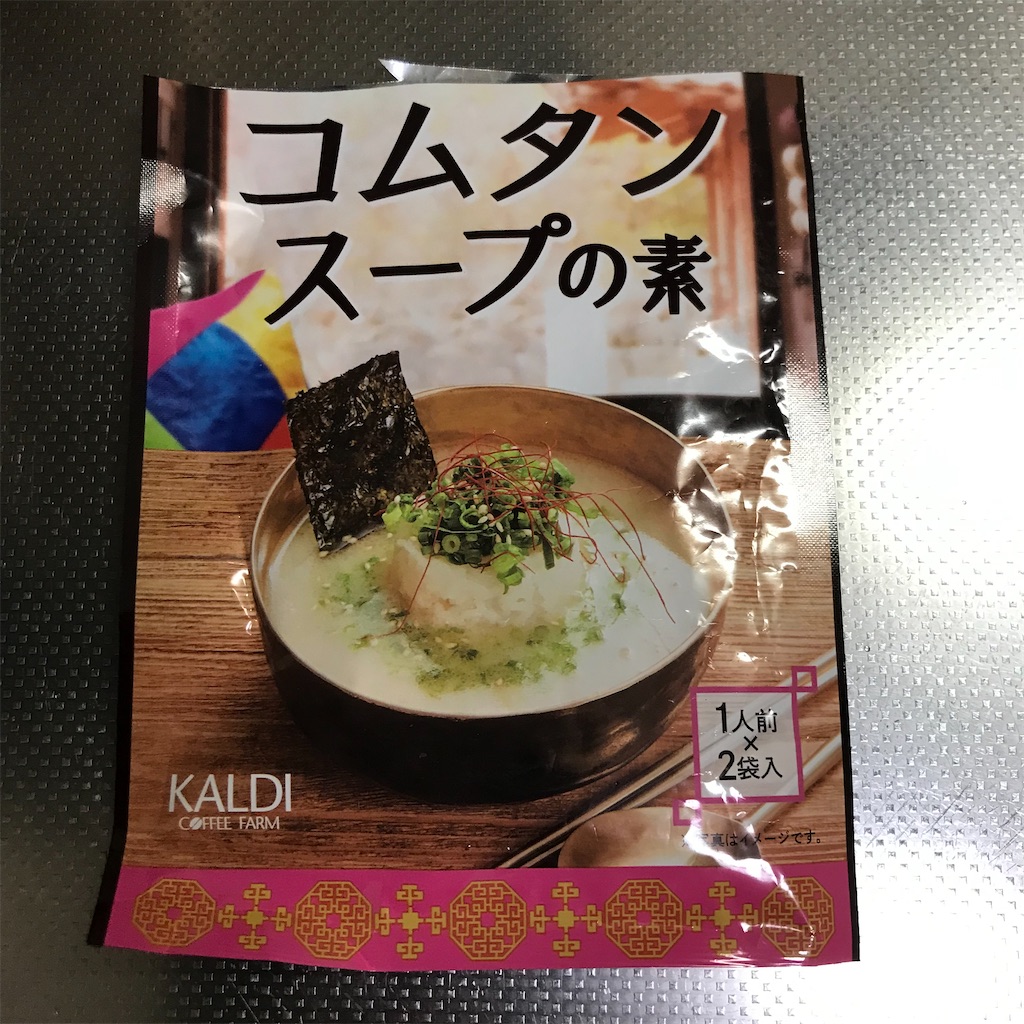 コムタン
スープの素
1人前
×
2袋入
KALDI
COFFEE FARM
写真はイメージです。